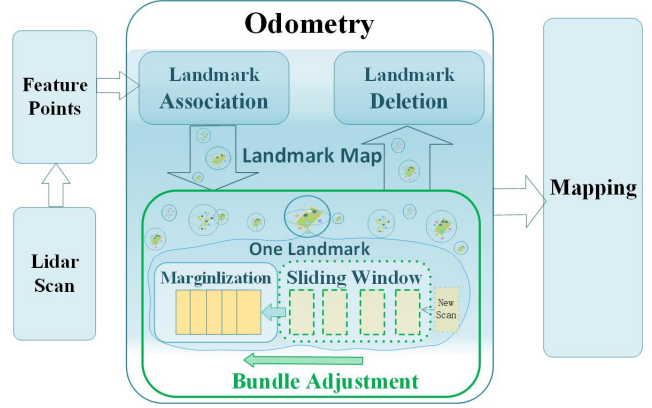 Odometry
Feature
Points
Landmark
Association
Landmark
Deletion
Landmark Map
Mapping
Lidar
Scan
One Landmark
Marginlization
Sliding Window
New
Scan
Bundle Adjustment